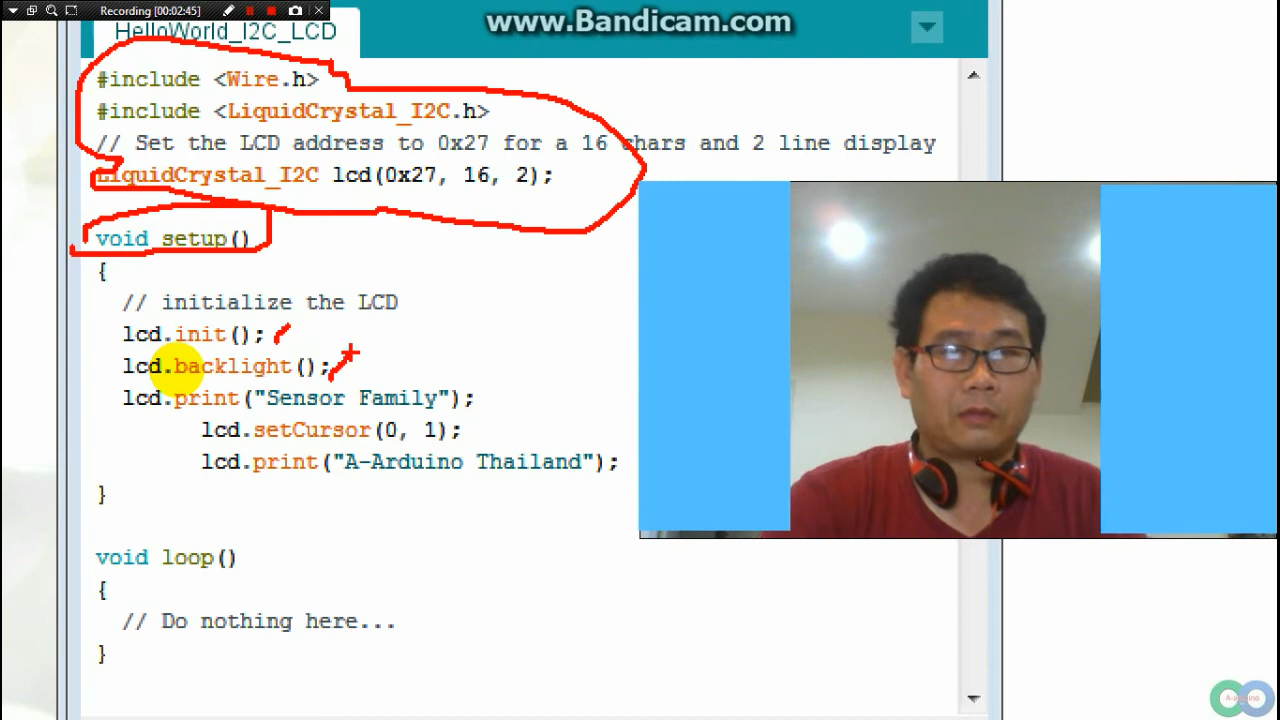 Recording [00:02:45]
www.Bandicam.com
HelloWorld_I2C_LCD
#include <Wire.h>
#include <LiquidCrystal_I2C.h>
// Set the LCD address to 0x27 for a 16 chars and 2 line display
LiquidCrystal_I2C lcd(0x27, 16, 2);
void setup()
{
// initialize the LCD
lcd.init();
lcd.backlight();
lcd.print("Sensor Family");
lcd.setCursor(0, 1);
lcd.print("A-Arduino Thailand");
}
void loop()
{
// Do nothing here...
}